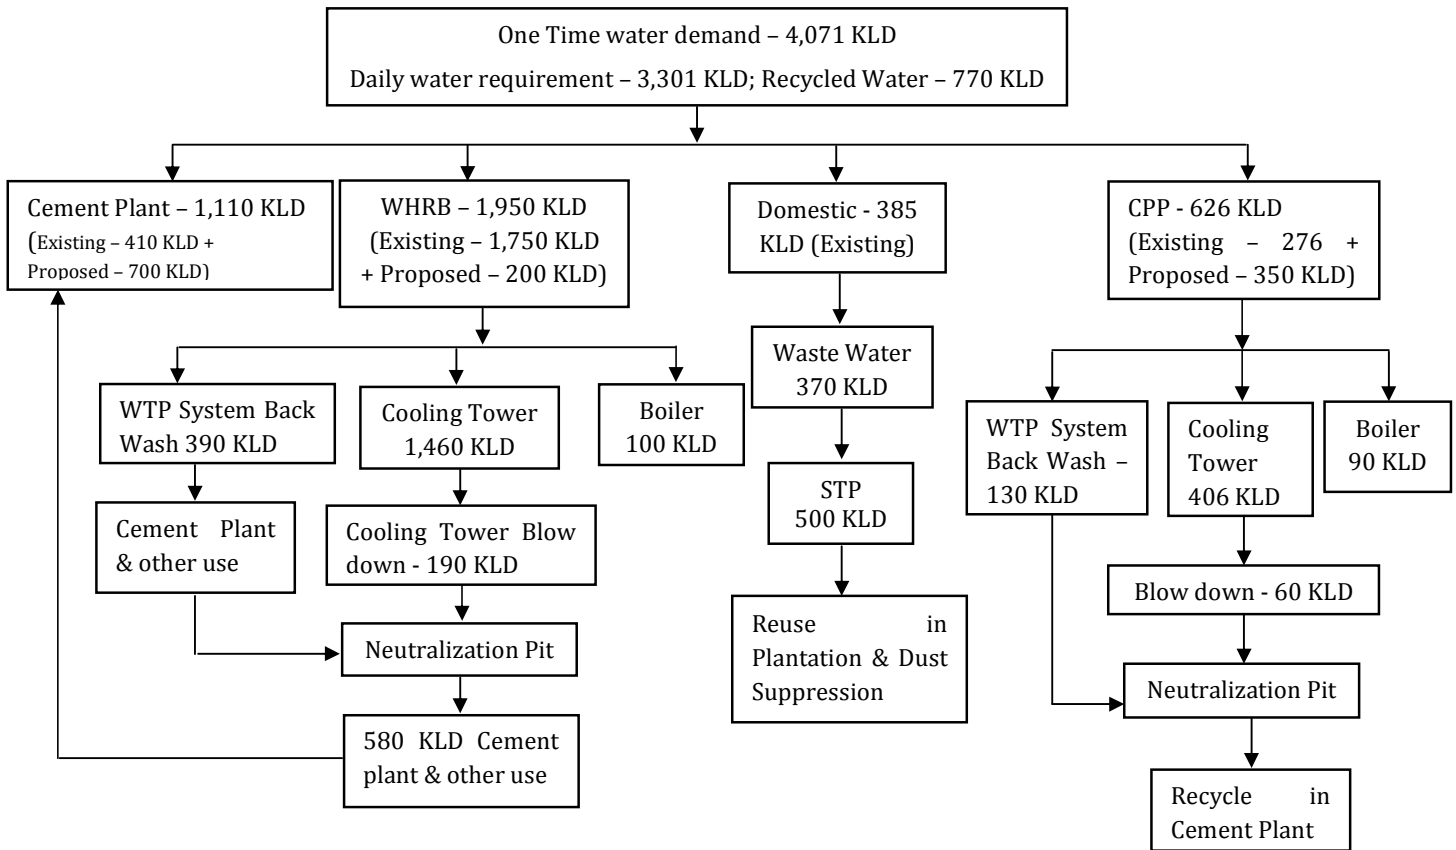 One Time water demand – 4,071 KLD
Daily water requirement – 3,301 KLD; Recycled Water – 770 KLD
Cement Plant – 1,110 KLD
(Existing – 410 KLD +
Proposed – 700 KLD)
WHRB – 1,950 KLD
(Existing – 1,750 KLD
+ Proposed – 200 KLD)
Domestic - 385
KLD (Existing)
CPP - 626 KLD
(Existing – 276 +
Proposed – 350 KLD)
WTP System Back
Wash 390 KLD
Cooling Tower
1,460 KLD
Boiler
100 KLD
Waste Water
370 KLD
WTP System
Back Wash –
130 KLD
Cooling
Tower
406 KLD
Boiler
90 KLD
Cement Plant
& other use
Cooling Tower Blow
down - 190 KLD
STP
500 KLD
Blow down - 60 KLD
Neutralization Pit
Reuse in
Plantation & Dust
Suppression
Neutralization Pit
580 KLD Cement
plant & other use
Recycle in
Cement Plant